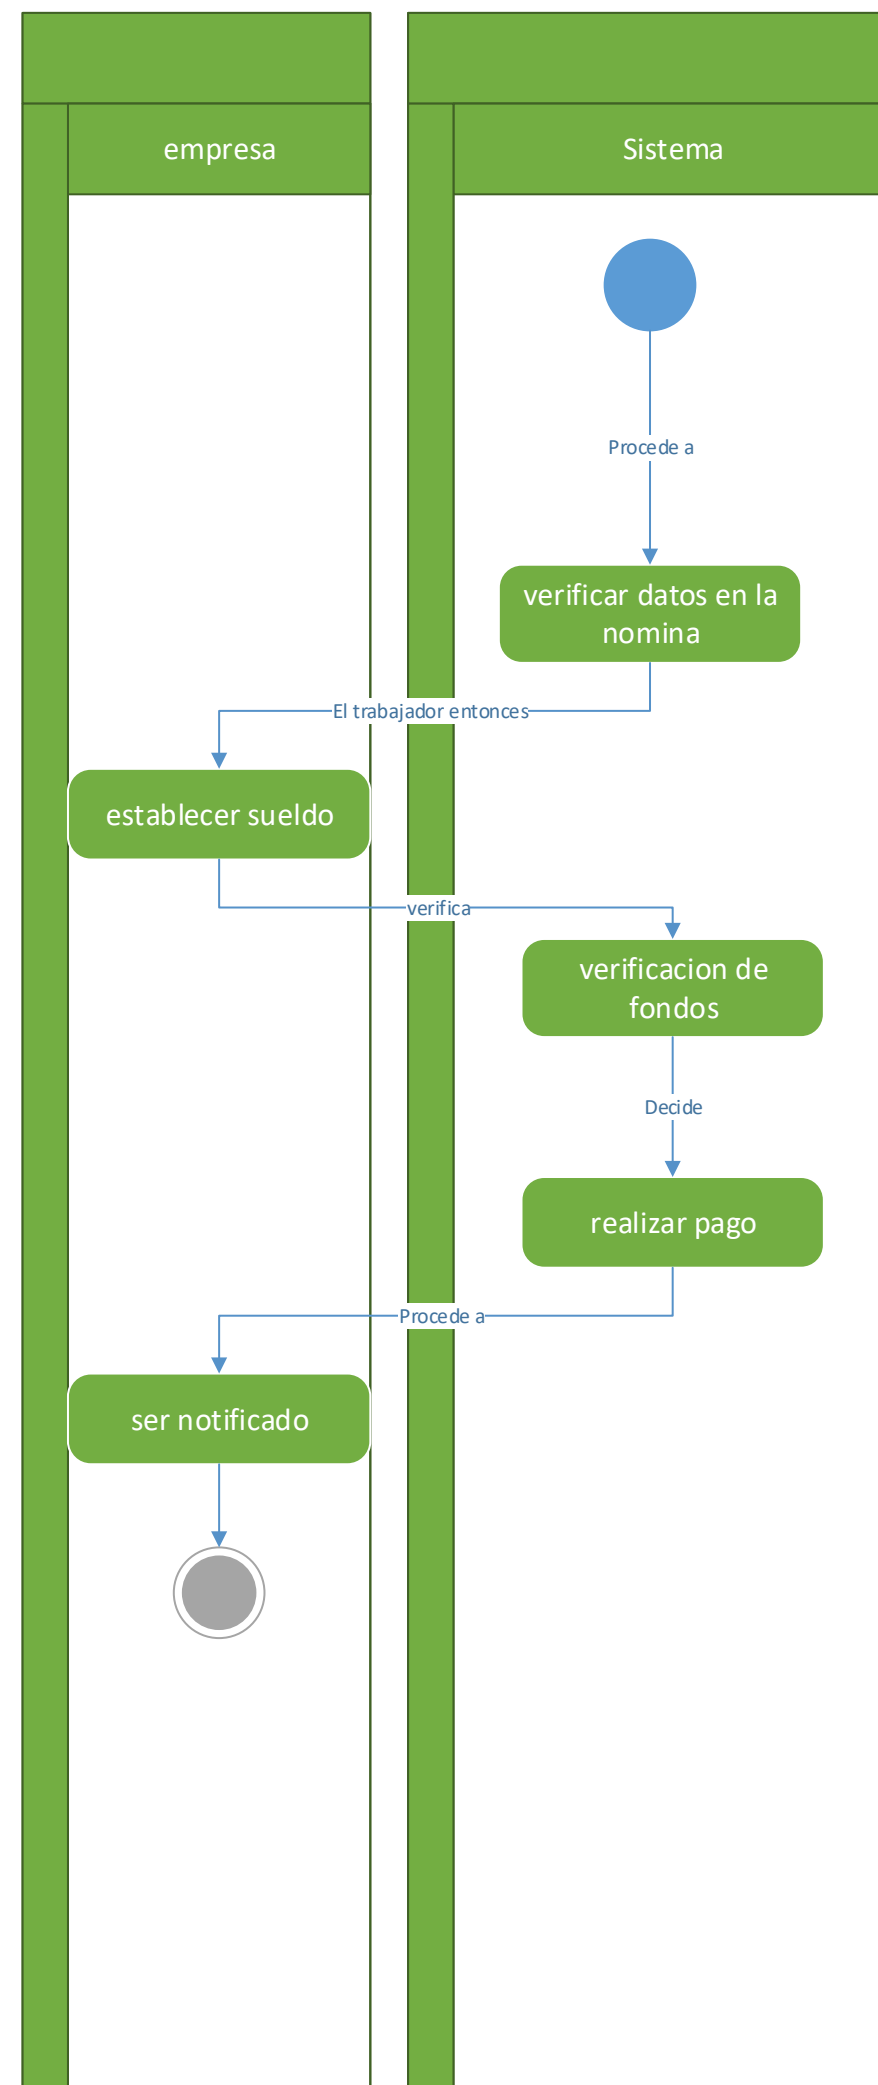 empresa
Sistema
Procede a
verificar datos en la
nomina
El trabajador entonces
establecer sueldo
verifica
verificacion de
fondos
Decide
realizar pago
Procede a
ser notificado